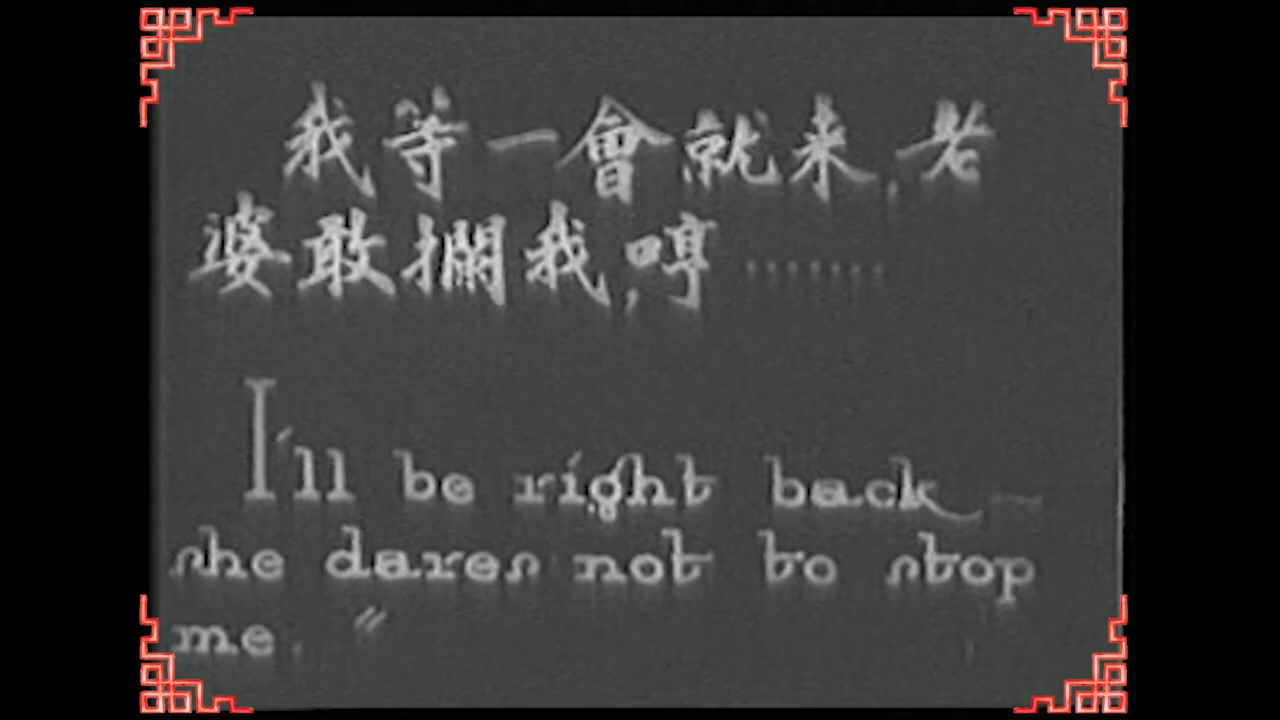 我等一會就来,老
婆敢攔我,哼.......
I'll be right back —
she dares not to stop
me. "